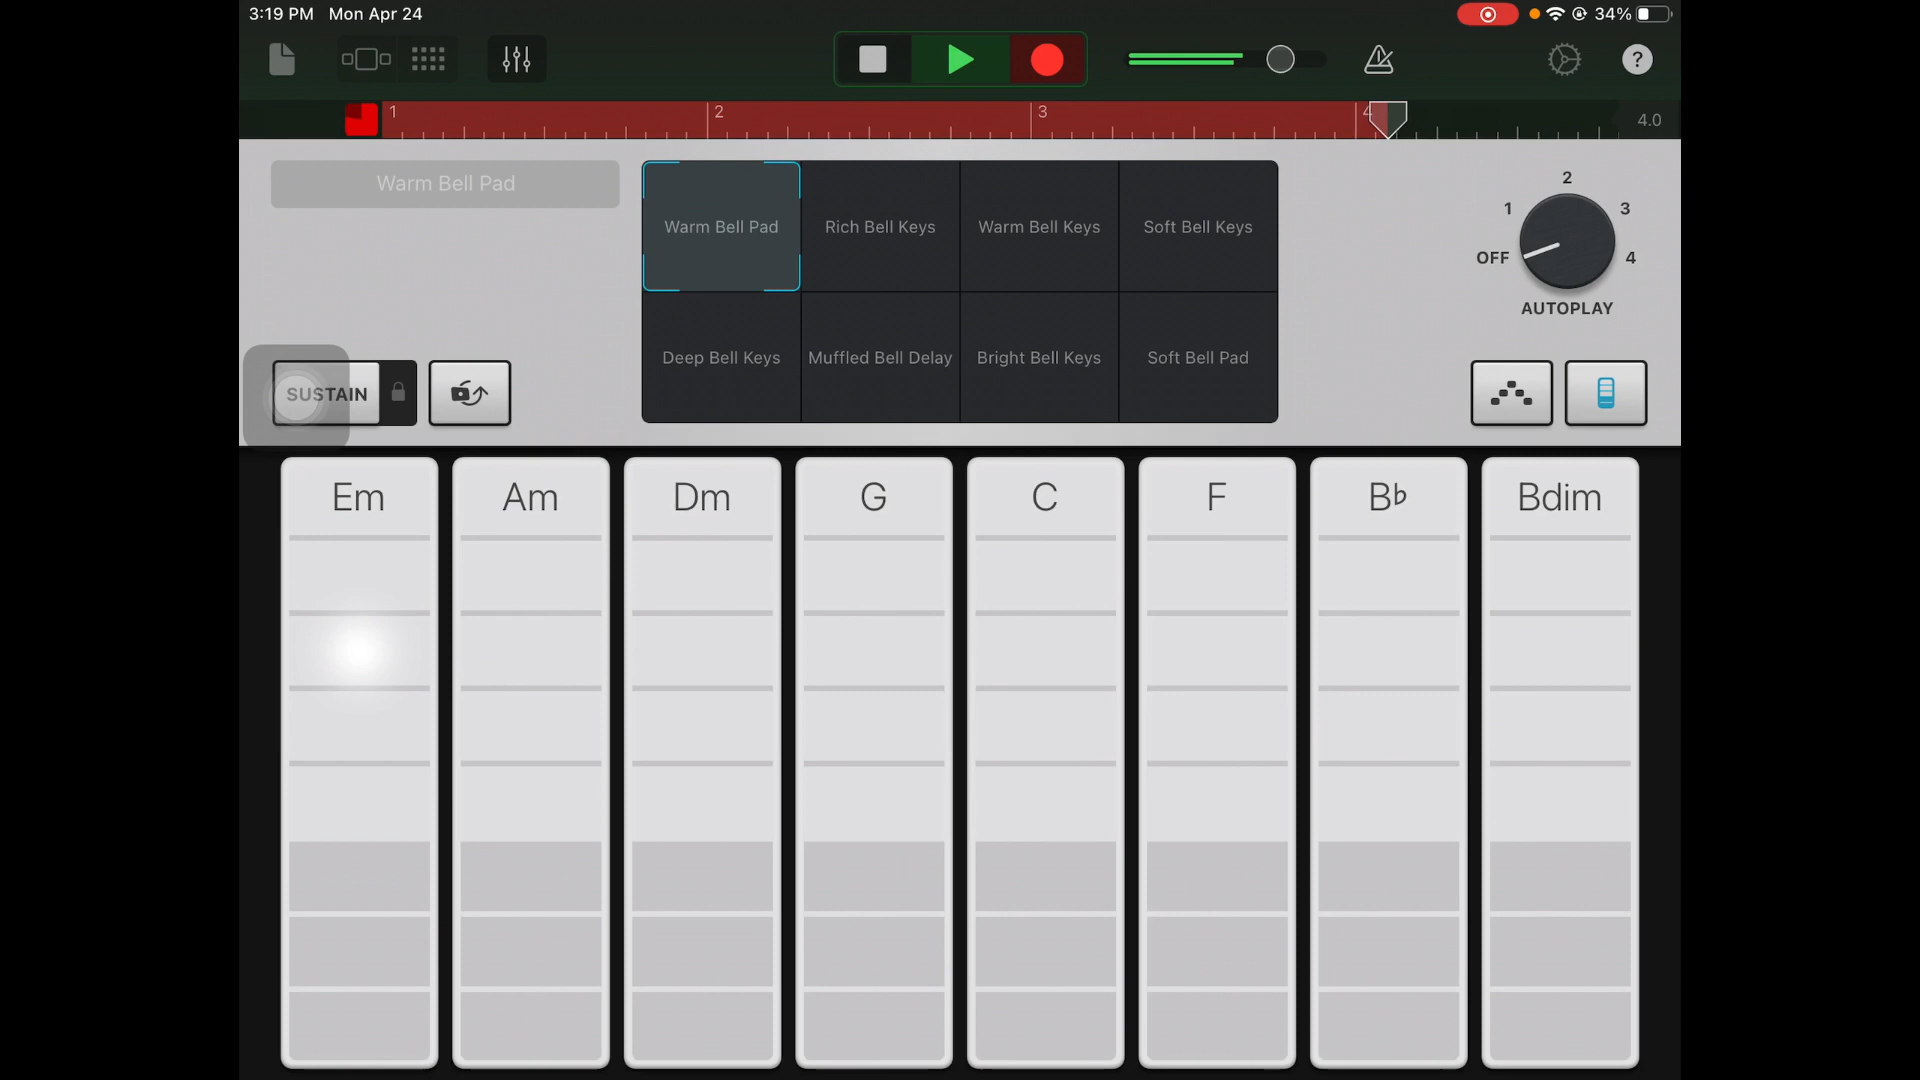 3:19 PM Mon Apr 24
34%
?
1 2 3 4 4.0
Warm Bell Pad
Warm Bell Pad Rich Bell Keys Warm Bell Keys Soft Bell Keys
Deep Bell Keys Muffled Bell Delay Bright Bell Keys Soft Bell Pad
2
1 3
OFF 4
AUTOPLAY
SUSTAIN
Em Am Dm G C F B♭ Bdim